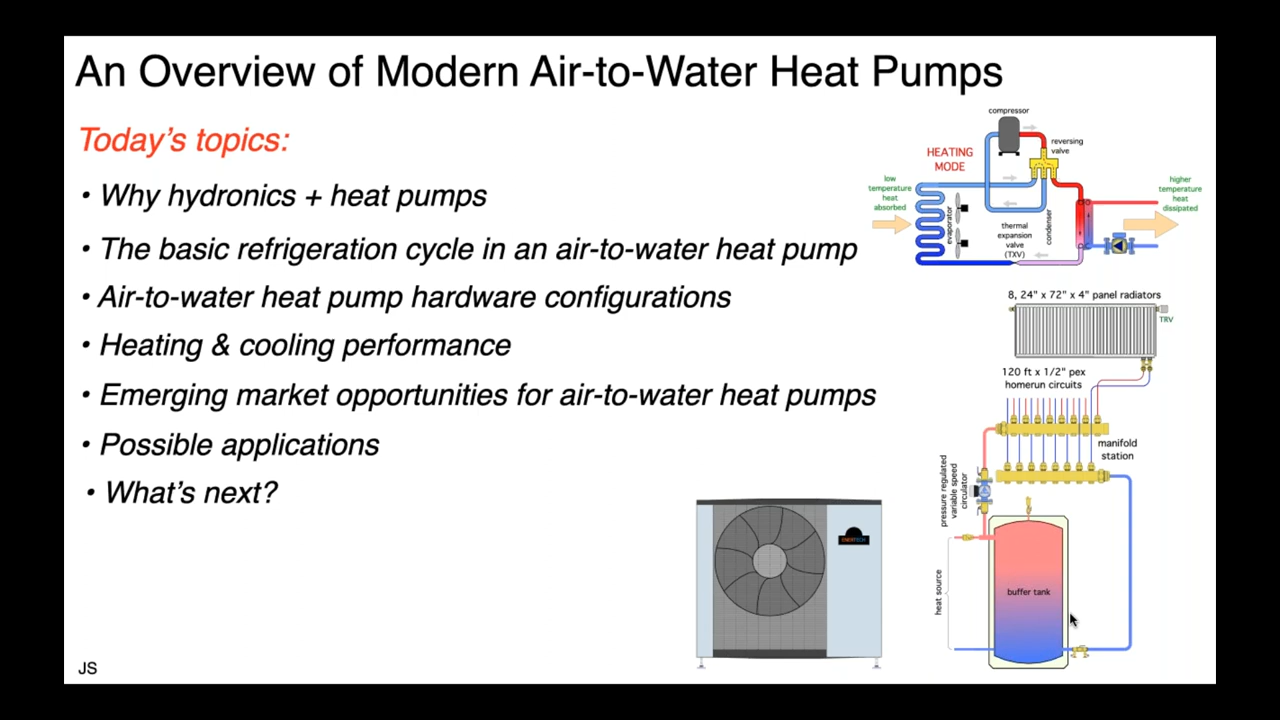 An Overview of Modern Air-to-Water Heat Pumps
Today's topics:
• Why hydronics + heat pumps
• The basic refrigeration cycle in an air-to-water heat pump
• Air-to-water heat pump hardware configurations
• Heating & cooling performance
• Emerging market opportunities for air-to-water heat pumps
• Possible applications
• What's next?
JS
compressor
reversing
valve
HEATING
MODE
low
temperature
heat
absorbed
higher
temperature
heat
dissipated
evaporator
thermal
expansion
valve
(TXV)
condenser
8, 24" x 72" x 4" panel radiators
TRV
120 ft x 1/2" pex
homerun circuits
manifold
station
pressure regulated
variable speed
circulator
heat source
buffer tank
ENERTECH